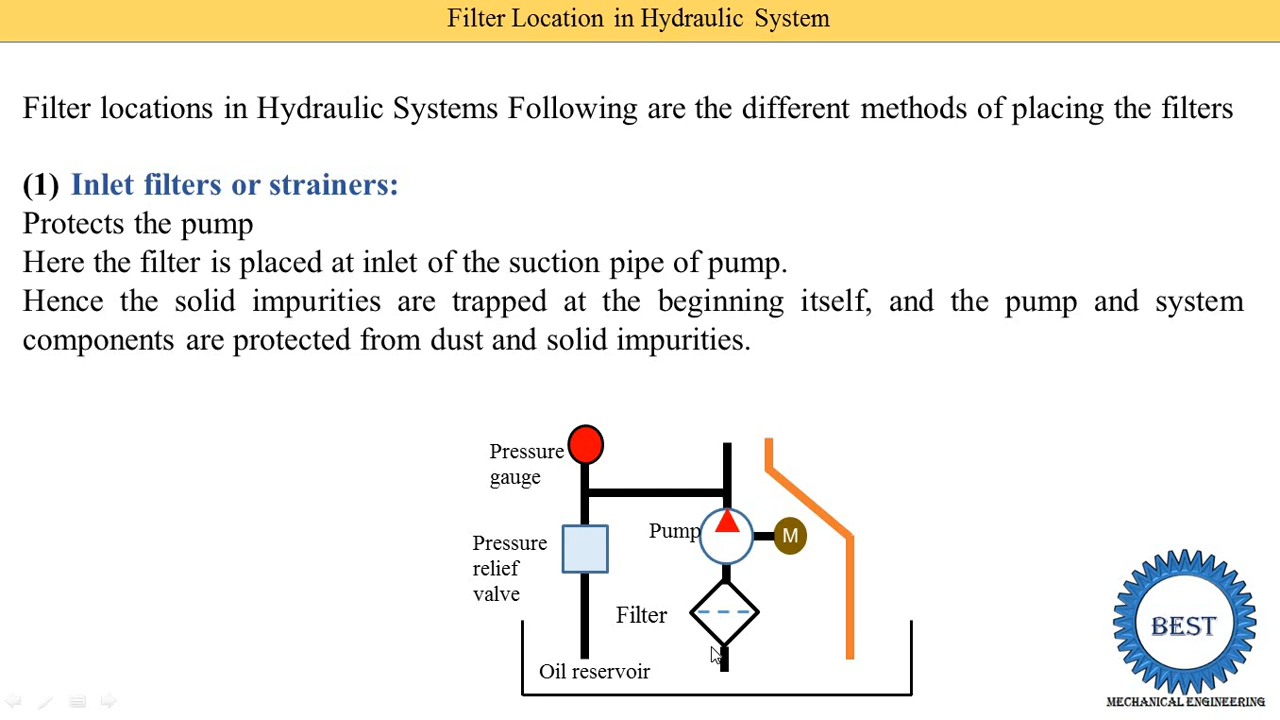 Filter Location in Hydraulic System
Filter locations in Hydraulic Systems Following are the different methods of placing the filters
(1) Inlet filters or strainers:
Protects the pump
Here the filter is placed at inlet of the suction pipe of pump.
Hence the solid impurities are trapped at the beginning itself, and the pump and system
components are protected from dust and solid impurities.
Pressure
gauge
Pump
M
Pressure
relief
valve
Filter
Oil reservoir
BEST
MECHANICAL ENGINEERING